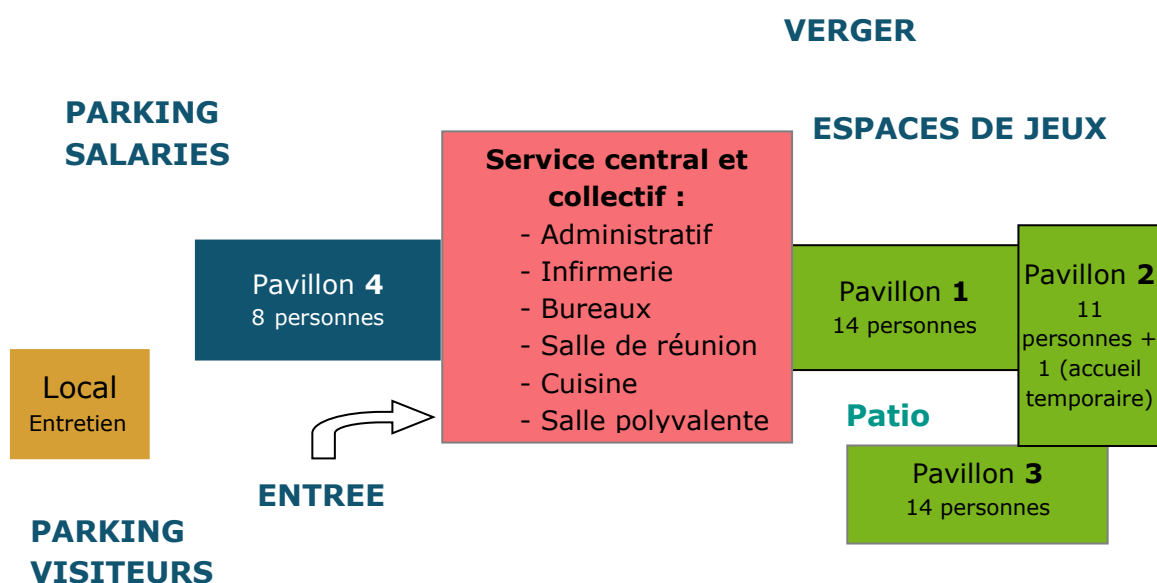 VERGER
PARKING
SALARIES
ESPACES DE JEUX
Service central et
collectif :
- Administratif
- Infirmerie
- Bureaux
- Salle de réunion
- Cuisine
- Salle polyvalente
Pavillon 4
8 personnes
Pavillon 1
14 personnes
Pavillon 2
11
personnes +
1 (accueil
temporaire)
Local
Entretien
Patio
Pavillon 3
14 personnes
ENTREE
PARKING
VISITEURS